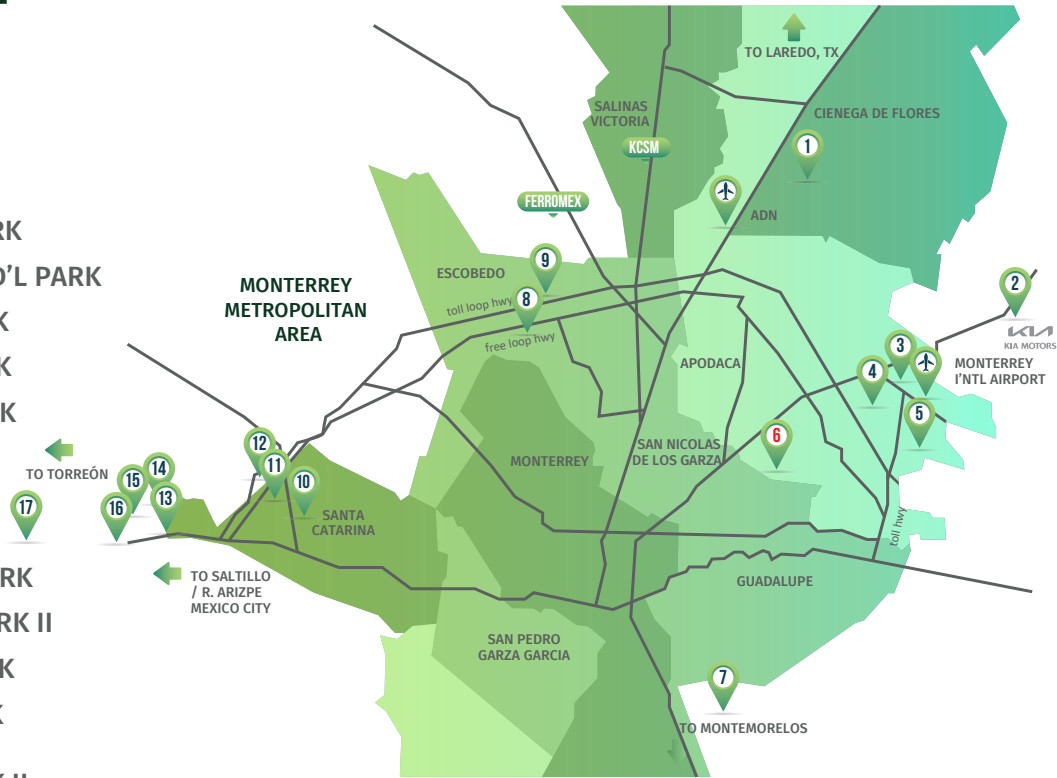 RK
O'L PARK
K
K
K
RK
RK II
K
K
K II
TO LAREDO, TX
SALINAS
VICTORIA
CIENEGA DE FLORES
KCSM
1
FERROMEX
ADN
MONTERREY
METROPOLITAN
AREA
ESCOBEDO
9
8
toll loop hwy
free loop hwy
2
KIA
KIA MOTORS
3
4
MONTERREY
I'NTL AIRPORT
5
APODACA
6
SAN NICOLAS
DE LOS GARZA
MONTERREY
12
11
10
TO TORREÓN
14
15
13
16
17
SANTA
CATARINA
toll hwy
TO SALTILLO
/ R. ARIZPE
MEXICO CITY
GUADALUPE
SAN PEDRO
GARZA GARCIA
7
TO MONTEMORELOS